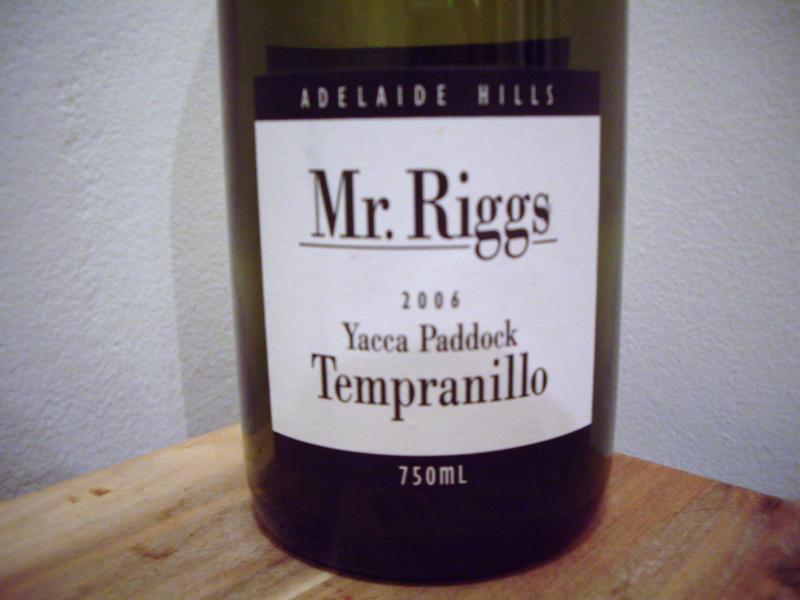 ADELAIDE HILLS
Mr. Riggs
2006
Yacca Paddock
Tempranillo
750mL